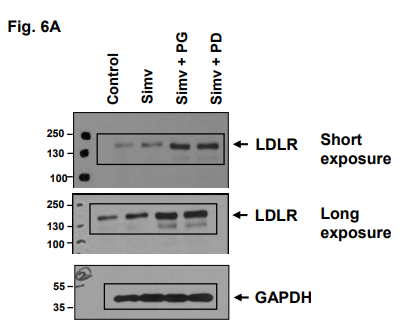 Fig. 6A
Control
Simv
Simv + PG
Simv + PD
250
130
100
LDLR
Short
exposure
250
130
100
LDLR
Long
exposure
55
35
GAPDH